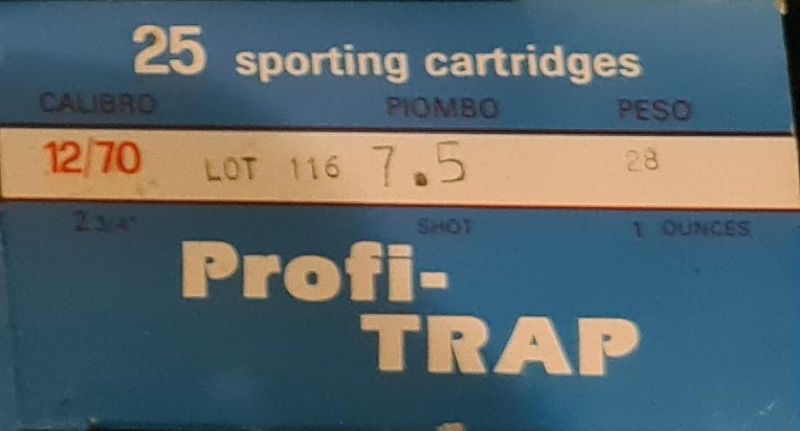 25 sporting cartridges
CALIBRO PIOMBO PESO
12/70 LOT 116 7.5 28
2 3/4" SHOT 1 OUNCES
Profi-
TRAP